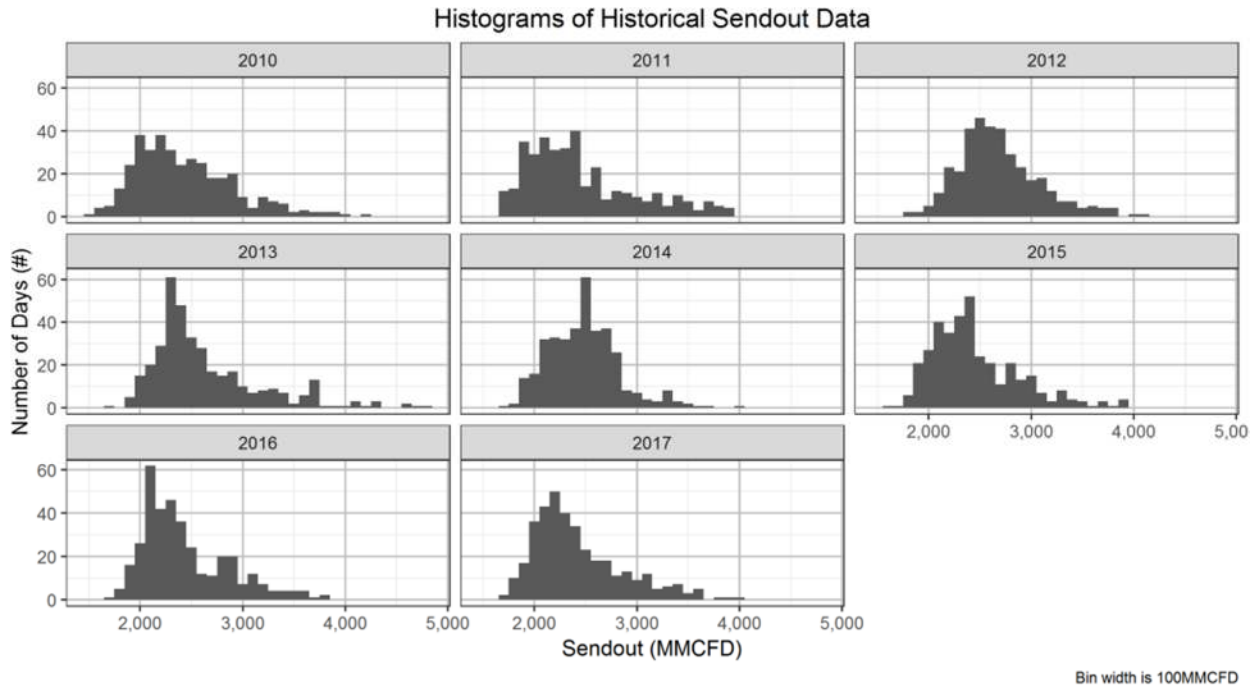 Histograms of Historical Sendout Data
2010 2011 2012
60
40
20
0
2013 2014 2015
60
40
20
0
2,000 3,000 4,000 5,00
2016 2017
60
40
20
0
2,000 3,000 4,000 5,000 2,000 3,000 4,000 5,000
Number of Days (#)
Sendout (MMCFD)
Bin width is 100MMCFD